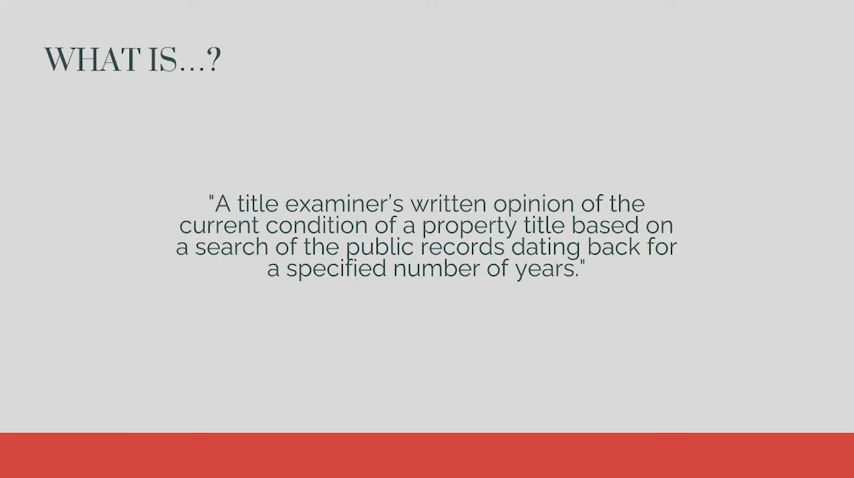 WHAT IS...?
"A title examiner's written opinion of the
current condition of a property title based on
a search of the public records dating back for
a specified number of years."